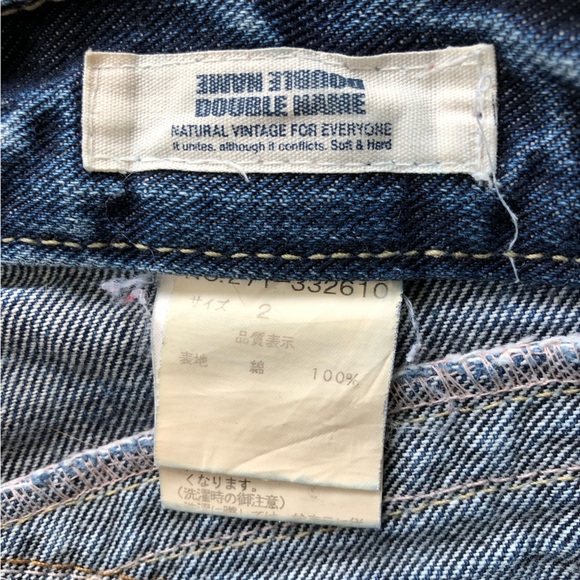 DOUBLE NAME
DOUBLE NAME
NATURAL VINTAGE FOR EVERYONE
It unites, although it conflicts. Soft & Hard
332610
サイズ 2
品質表示
表地 綿 100%
くなります。
(洗濯時の御注意)